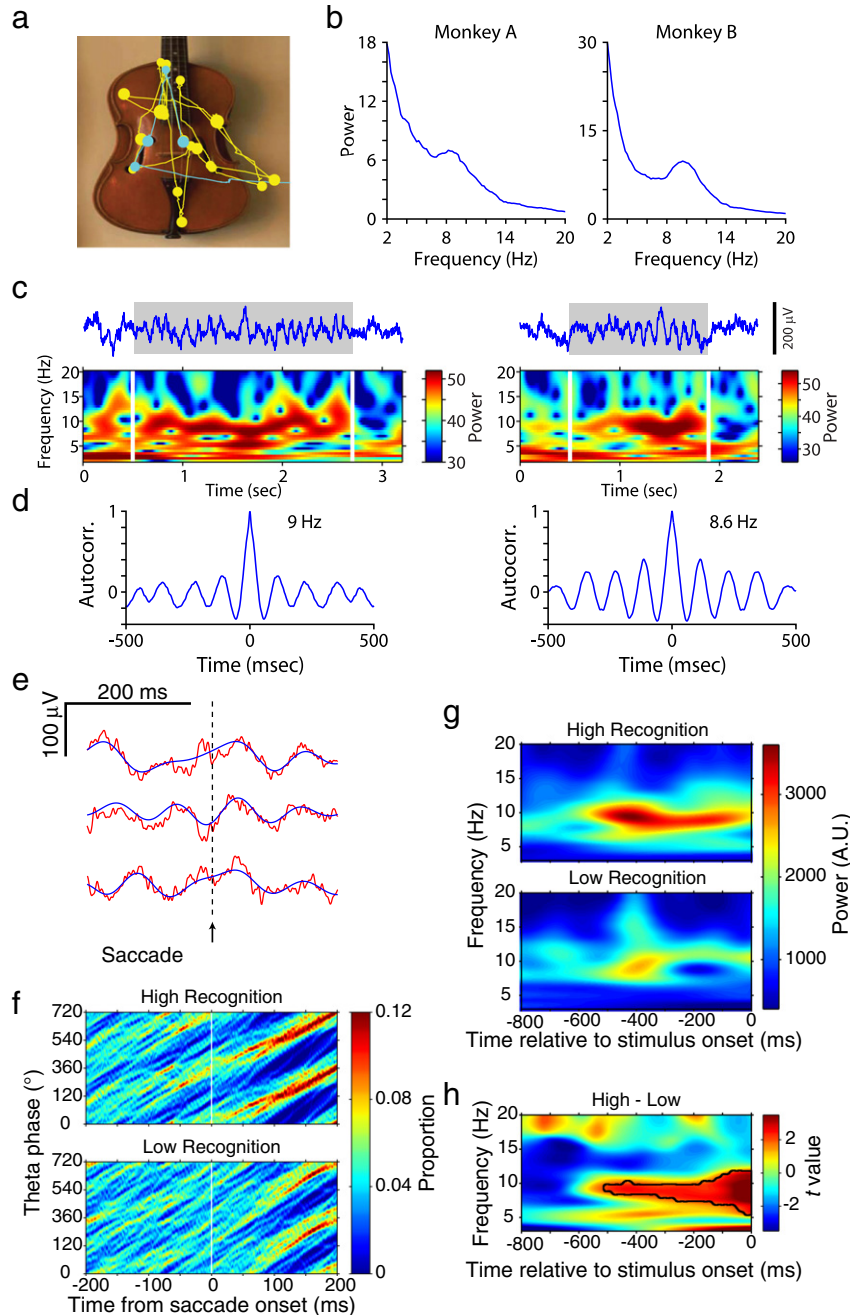 a
b
Monkey A
Monkey B
18
12
6
0
Power
2 8 14 20
Frequency (Hz)
30
15
0
2 8 14 20
Frequency (Hz)
c
200 μV
Frequency (Hz)
20
15
10
5
0 1 2 3
Time (sec)
50
40
30
Power
0 1 2
Time (sec)
50
40
30
Power
d
Autocorr.
1
0
9 Hz
-500 0 500
Time (msec)
Autocorr.
1
0
8.6 Hz
-500 0 500
Time (msec)
e
200 ms
100 μV
Saccade
f
High Recognition
720
540
360
120
0
Theta phase (°)
Low Recognition
720
540
360
120
0
-200 -100 0 100 200
Time from saccade onset (ms)
0.12
0.08
0.04
0
Proportion
g
High Recognition
20
15
10
5
Frequency (Hz)
Low Recognition
20
15
10
5
-800 -600 -400 -200 -0
Time relative to stimulus onset (ms)
3000
2000
1000
Power (A.U.)
h
High - Low
20
15
10
5
Frequency (Hz)
-800 -600 -400 -200 -0
Time relative to stimulus onset (ms)
2
0
-2
t value